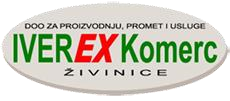 DOO ZA PROIZVODNJU, PROMET I USLUGE
IVEREX Komerc
ŽIVINICE